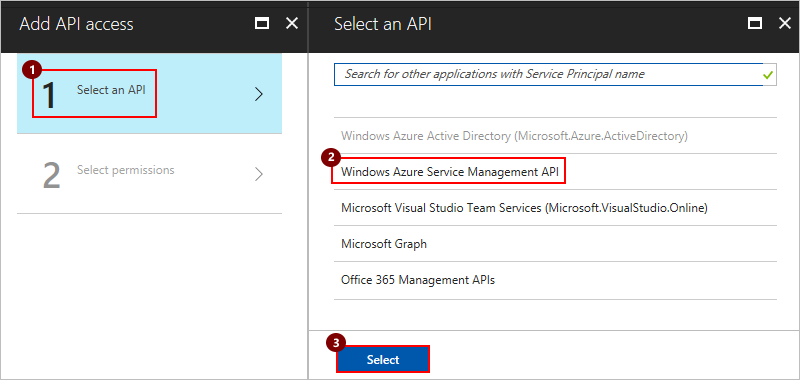 Add API access
1
1
Select an API
2
Select permissions
Select an API
Search for other applications with Service Principal name
Windows Azure Active Directory (Microsoft.Azure.ActiveDirectory)
2
Windows Azure Service Management API
Microsoft Visual Studio Team Services (Microsoft.VisualStudio.Online)
Microsoft Graph
Office 365 Management APIs
3
Select